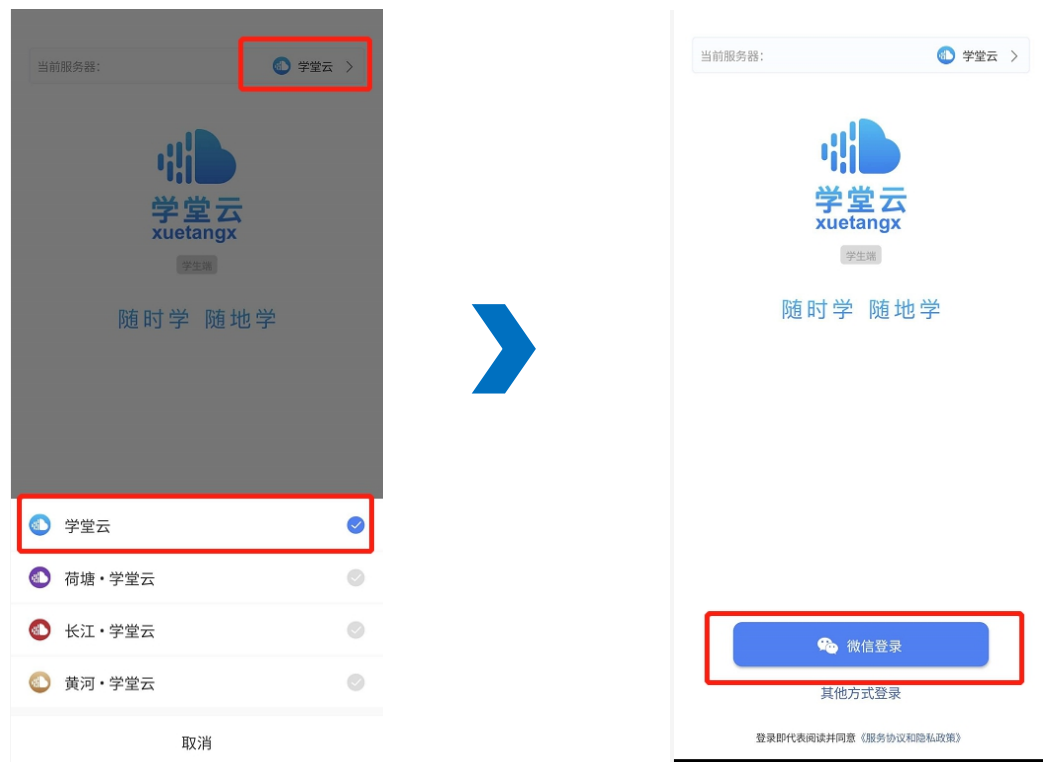 当前服务器:
学堂云
学堂云
xuetangx
学生端
随时学 随地学
学堂云
荷塘・学堂云
长江・学堂云
黄河・学堂云
取消
当前服务器:
学堂云
学堂云
xuetangx
学生端
随时学 随地学
微信登录
其他方式登录
登录即代表阅读并同意《服务协议和隐私政策》